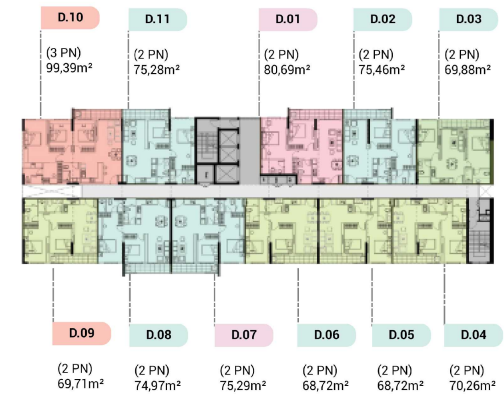 D.10
D.11
D.01
D.02
D.03
(3 PN)
99,39m²
(2 PN)
75,28m²
(2 PN)
80,69m²
(2 PN)
75,46m²
(2 PN)
69,88m²
D.09
D.08
D.07
D.06
D.05
D.04
(2 PN)
69,71m²
(2 PN)
74,97m²
(2 PN)
75,29m²
(2 PN)
68,72m²
(2 PN)
68,72m²
(2 PN)
70,26m²